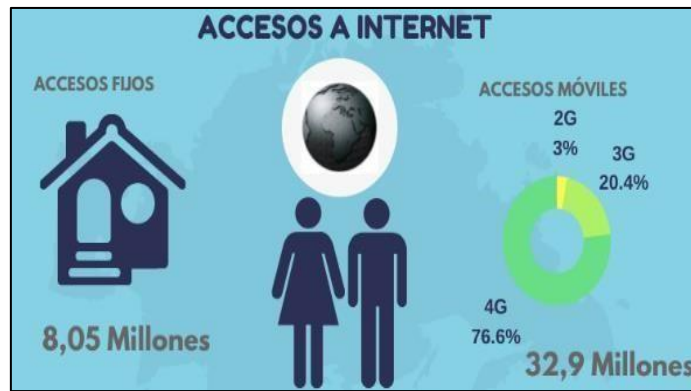 ACCESOS A INTERNET
ACCESOS FIJOS
8,05 Millones
ACCESOS MÓVILES
2G
3%
3G
20.4%
4G
76.6%
32,9 Millones